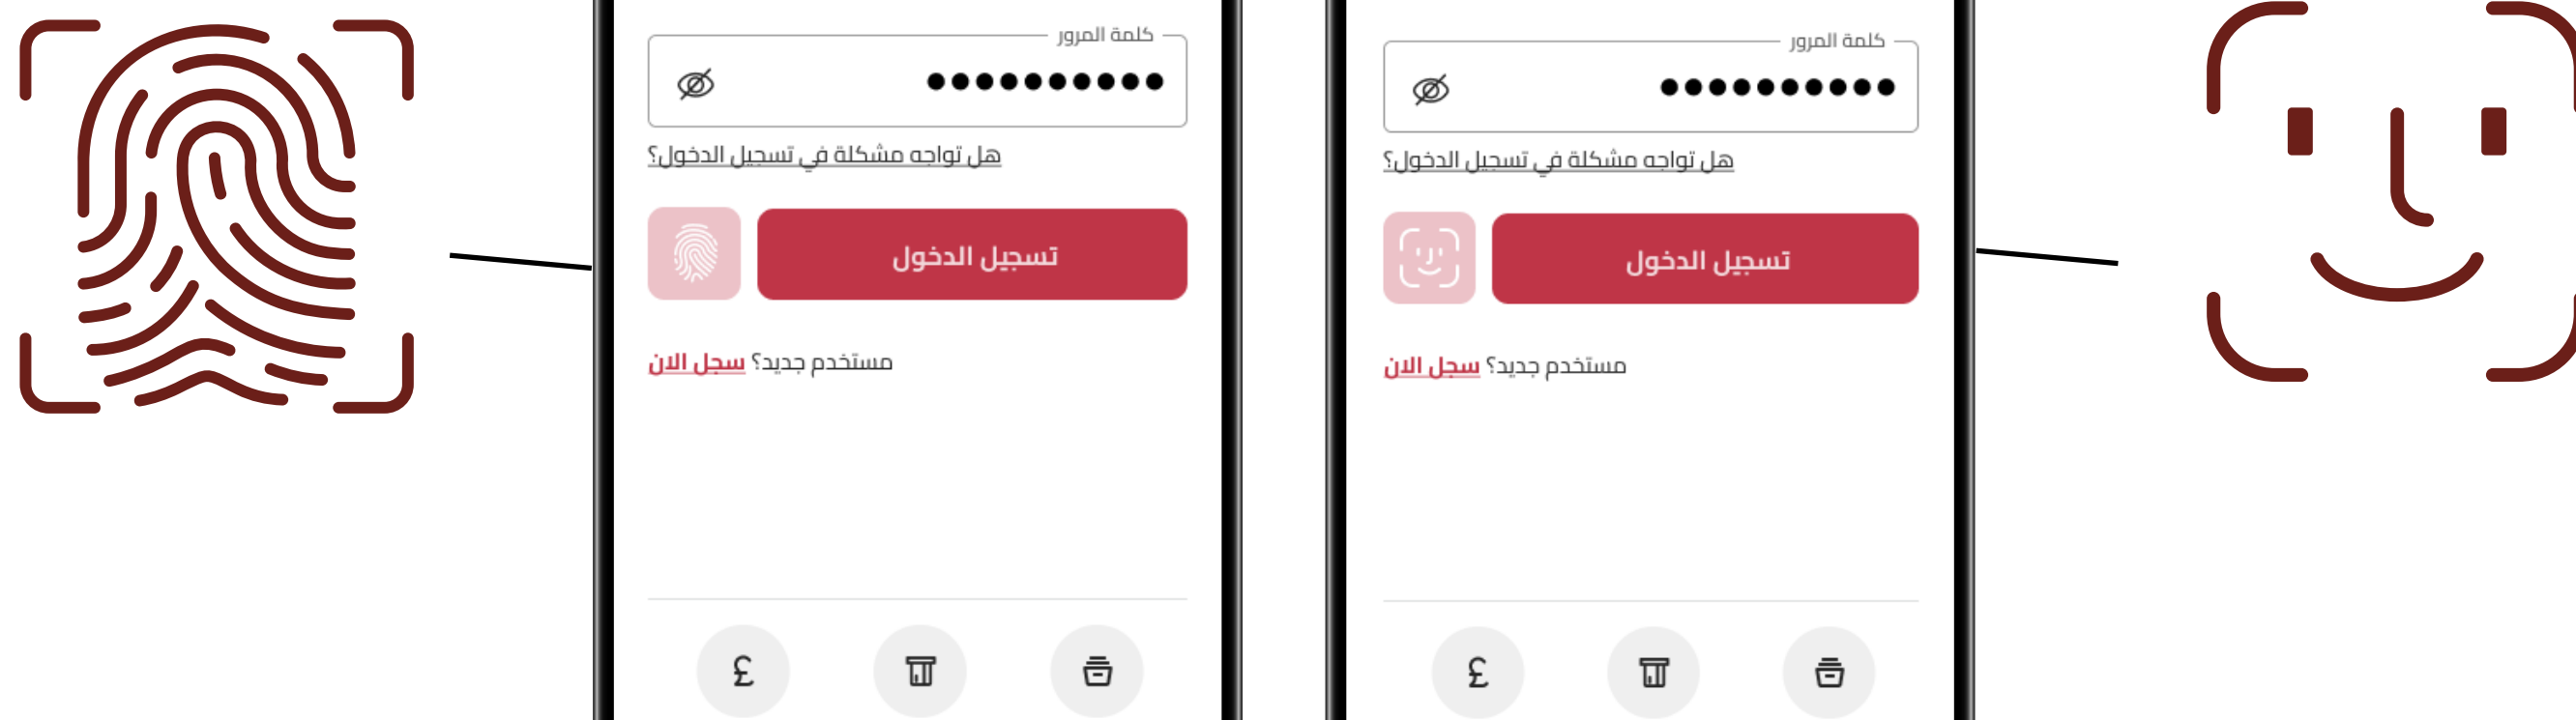 كلمة المرور
●●●●●●●●●●
هل تواجه مشكلة في تسجيل الدخول؟
تسجيل الدخول
مستخدم جديد؟ سجل الان
£
كلمة المرور
●●●●●●●●●●
هل تواجه مشكلة في تسجيل الدخول؟
تسجيل الدخول
مستخدم جديد؟ سجل الان
£